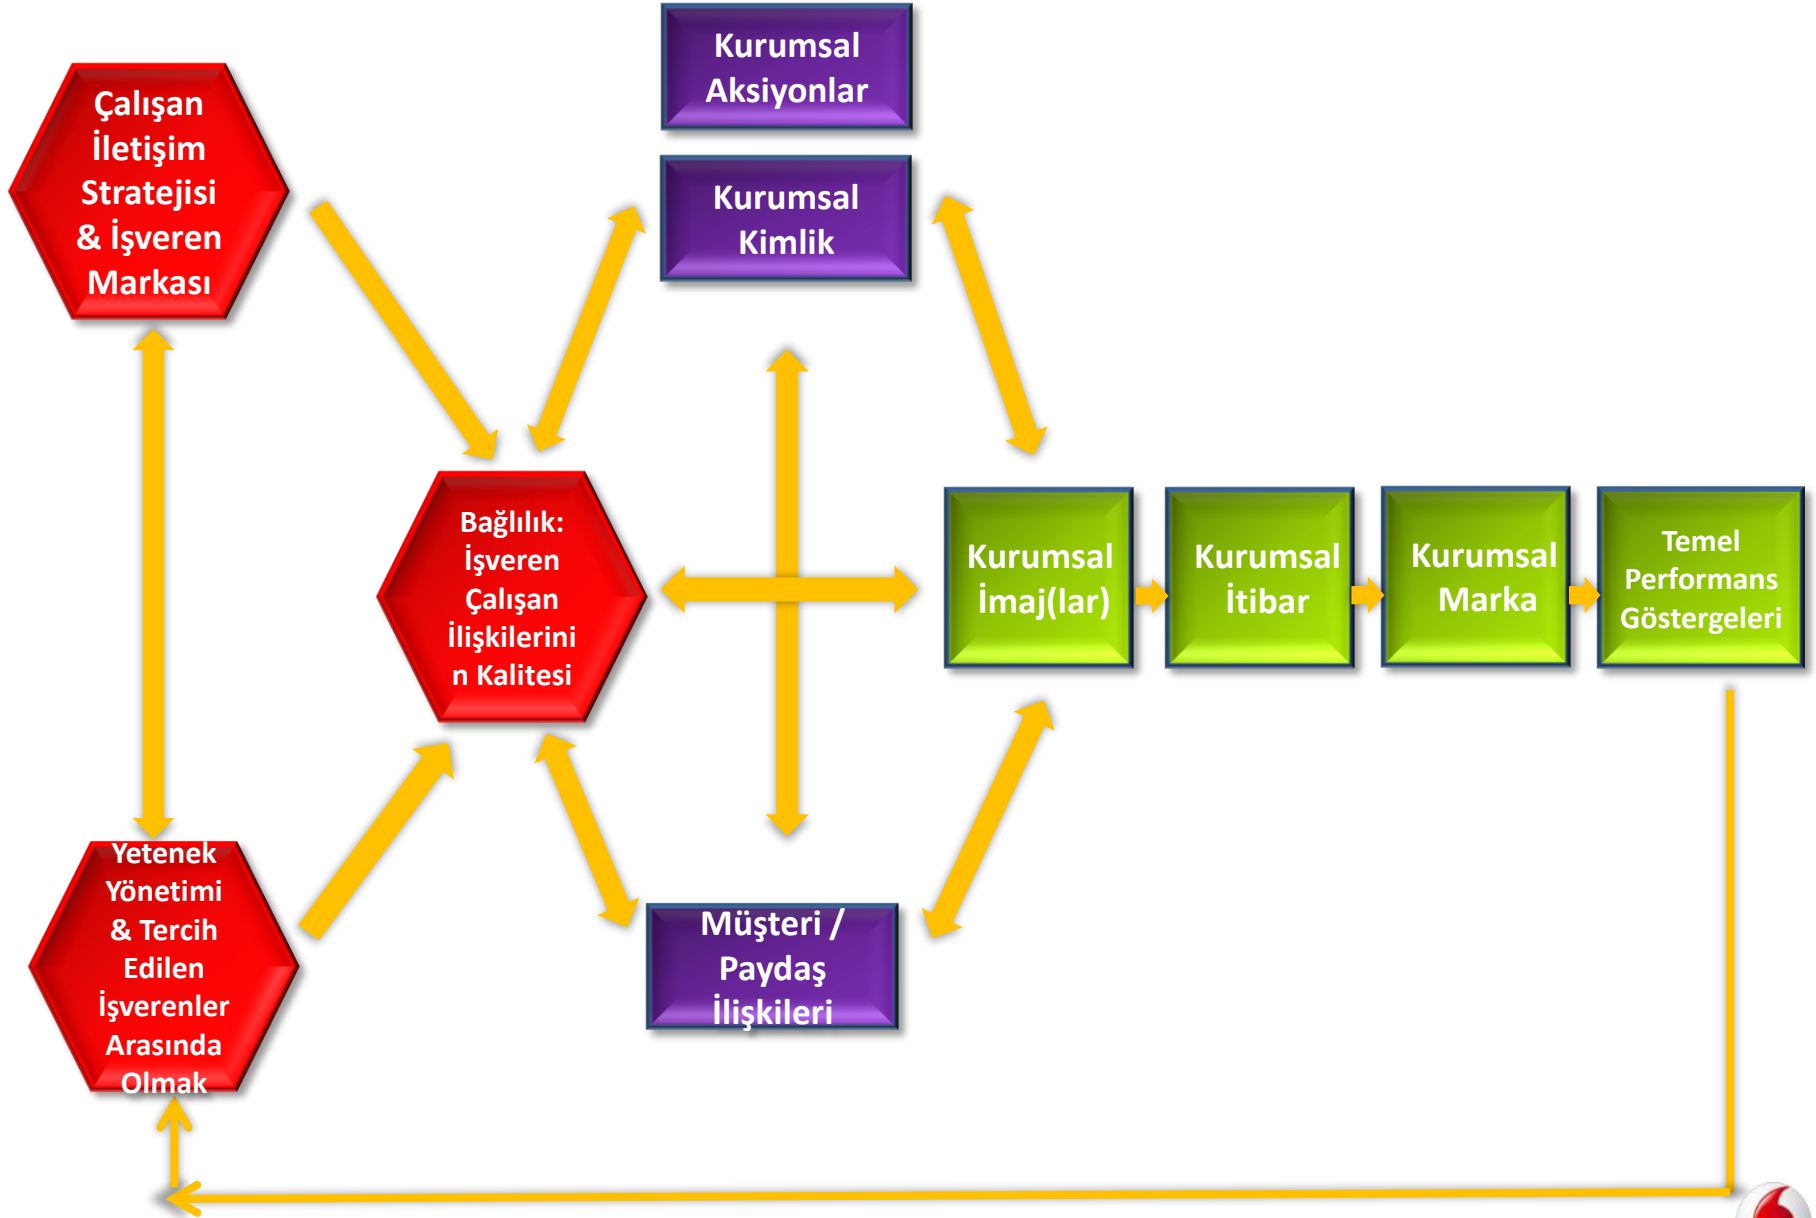 Kurumsal
Aksiyonlar
Çalışan
İletişim
Stratejisi
& İşveren
Markası
Kurumsal
Kimlik
Bağlılık:
İşveren
Çalışan
İlişkilerini
n Kalitesi
Kurumsal
İmaj(lar)
Kurumsal
İtibar
Kurumsal
Marka
Temel
Performans
Göstergeleri
Yetenek
Yönetimi
& Tercih
Edilen
İşverenler
Arasında
Olmak
Müşteri /
Paydaş
İlişkileri